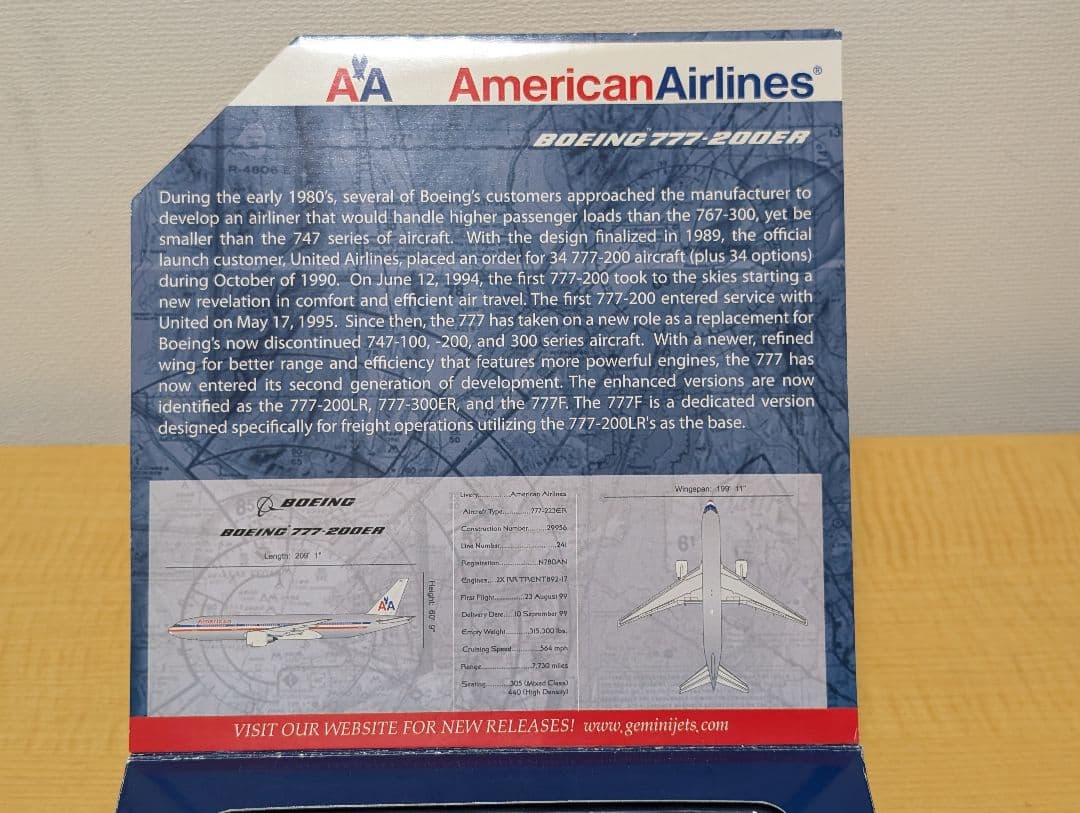 AA AmericanAirlines®
BOEING 777-200ER
R-4806 E
During the early 1980's, several of Boeing's customers approached the manufacturer to
develop an airliner that would handle higher passenger loads than the 767-300, yet be
smaller than the 747 series of aircraft. With the design finalized in 1989, the official
launch customer, United Airlines, placed an order for 34 777-200 aircraft (plus 34 options)
during October of 1990. On June 12, 1994, the first 777-200 took to the skies starting a
new revelation in comfort and efficient air travel. The first 777-200 entered service with
United on May 17, 1995. Since then, the 777 has taken on a new role as a replacement for
Boeing's now discontinued 747-100, -200, and 300 series aircraft. With a newer, refined
wing for better range and efficiency that features more powerful engines, the 777 has
now entered its second generation of development. The enhanced versions are now
identified as the 777-200LR, 777-300ER, and the 777F. The 777F is a dedicated version
designed specifically for freight operations utilizing the 777-200LR's as the base.
BOEING
BOEING 777-200ER
Length: 209' 1"
Height: 60' 9"
American
AA
Livery..............American Airlines
Aircraft Type............777-223ER
Construction Number........29956
Line Number......................241
Registration..................N780AN
Engines....2X RR TRENT892-17
First Flight............23 August 99
Delivery Date.....10 September 99
Empty Weight..........315,300 lbs.
Cruising Speed.............564 mph
Range....................7,730 miles
Seating...........305 (Mixed Class)
440 (High Density)
Wingspan: 199' 11"
61
VISIT OUR WEBSITE FOR NEW RELEASES! www.geminijets.com